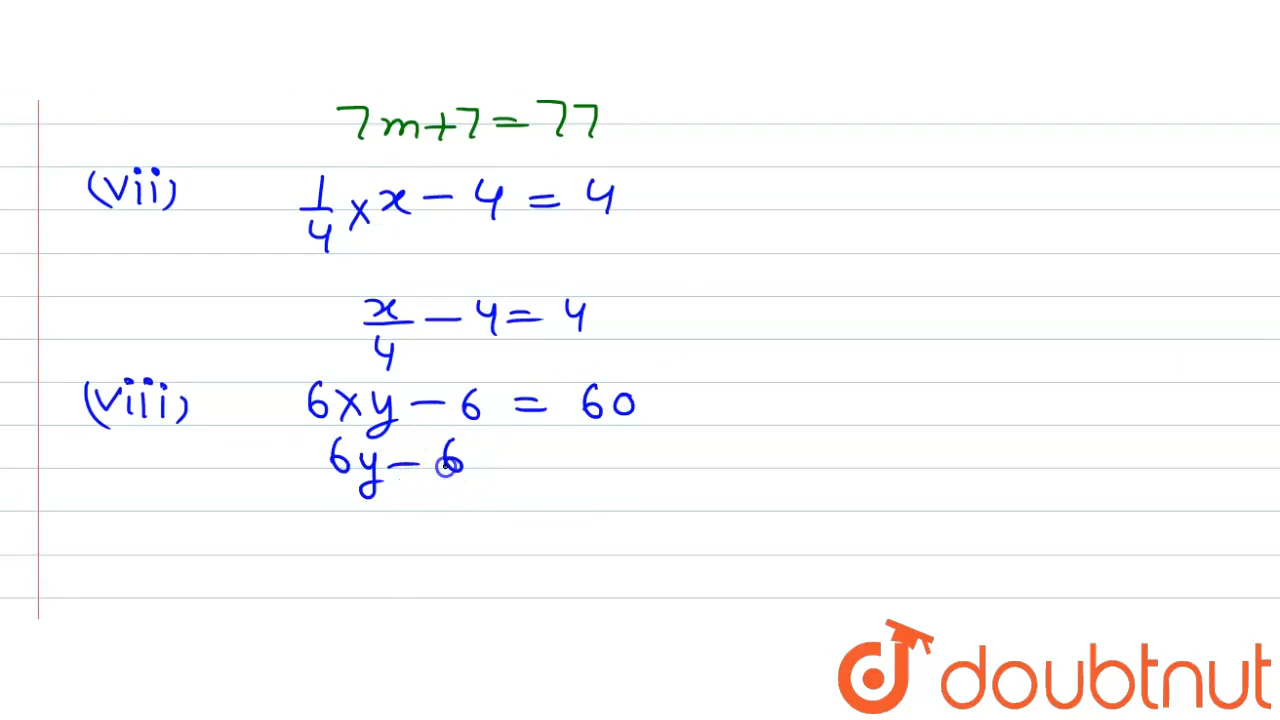 7m+7=77
(vii) 1/4 × x − 4 = 4
x/4 − 4 = 4
(viii) 6×y − 6 = 60
6y − 6
doubtnut